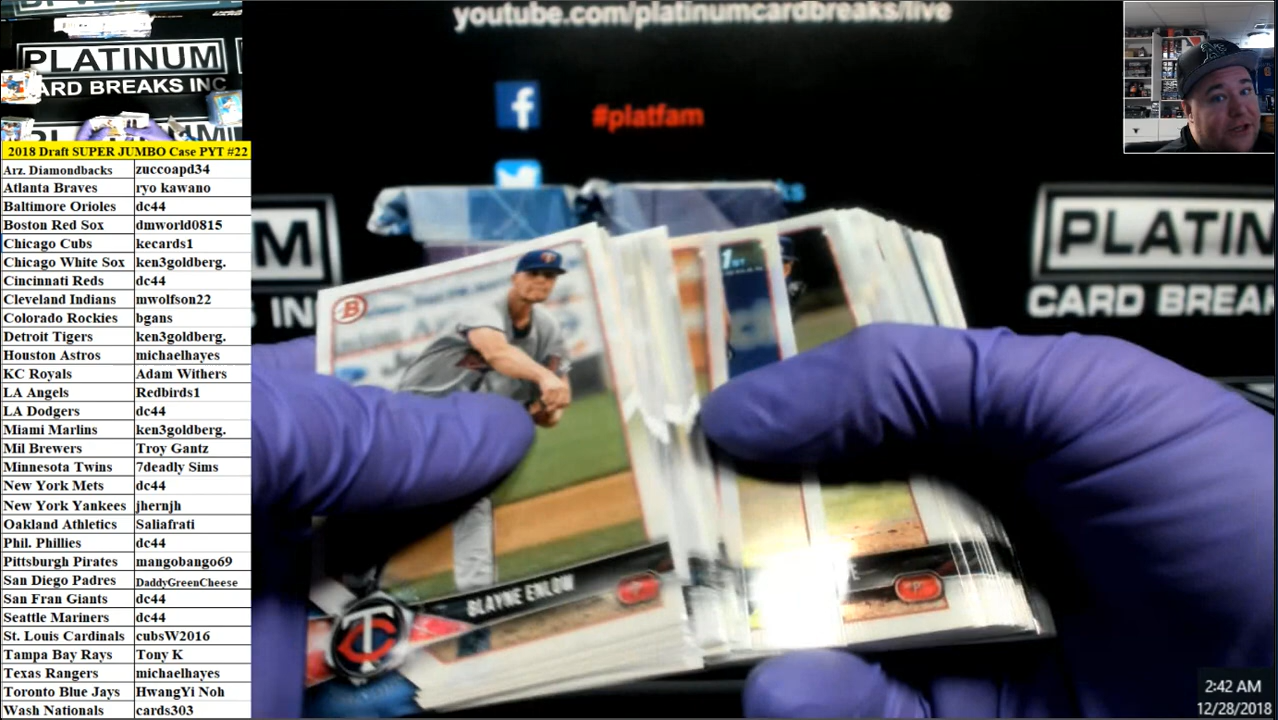 youtube.com/platinumcardbreaks/live
#platfam
PLATINUM
CARD BREAKS INC
2018 Draft SUPER JUMBO Case PYT #22
Arz. Diamondbacks zuccoapd34
Atlanta Braves ryo kawano
Baltimore Orioles dc44
Boston Red Sox dmworld0815
Chicago Cubs kecards1
Chicago White Sox ken3goldberg.
Cincinnati Reds dc44
Cleveland Indians mwolfson22
Colorado Rockies bgans
Detroit Tigers ken3goldberg.
Houston Astros michaelhayes
KC Royals Adam Withers
LA Angels Redbirds1
LA Dodgers dc44
Miami Marlins ken3goldberg.
Mil Brewers Troy Gantz
Minnesota Twins 7deadly Sims
New York Mets dc44
New York Yankees jhernjh
Oakland Athletics Saliafrati
Phil. Phillies dc44
Pittsburgh Pirates mangobango69
San Diego Padres DaddyGreenCheese
San Fran Giants dc44
Seattle Mariners dc44
St. Louis Cardinals cubsW2016
Tampa Bay Rays Tony K
Texas Rangers michaelhayes
Toronto Blue Jays HwangYi Noh
Wash Nationals cards303
B
1ST
BLAYNE ENLOW
TC
PLATIN
CARD BREAK
2:42 AM
12/28/2018